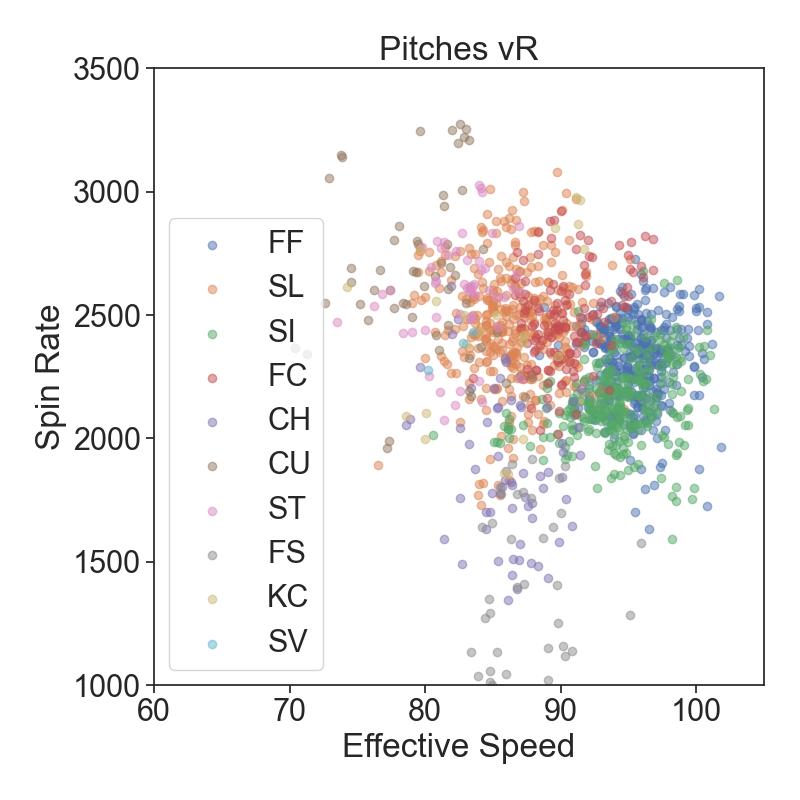 Pitches vR
3500
3000
2500
2000
1500
1000
Spin Rate
FF
SL
SI
FC
CH
CU
ST
FS
KC
SV
60 70 80 90 100
Effective Speed